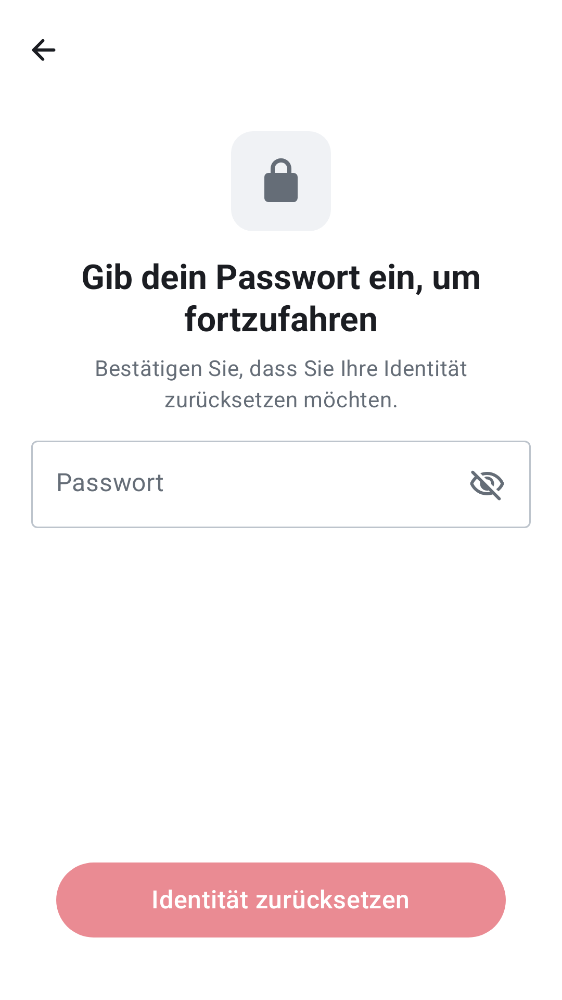 Gib dein Passwort ein, um
fortzufahren
Bestätigen Sie, dass Sie Ihre Identität
zurücksetzen möchten.
Passwort
Identität zurücksetzen